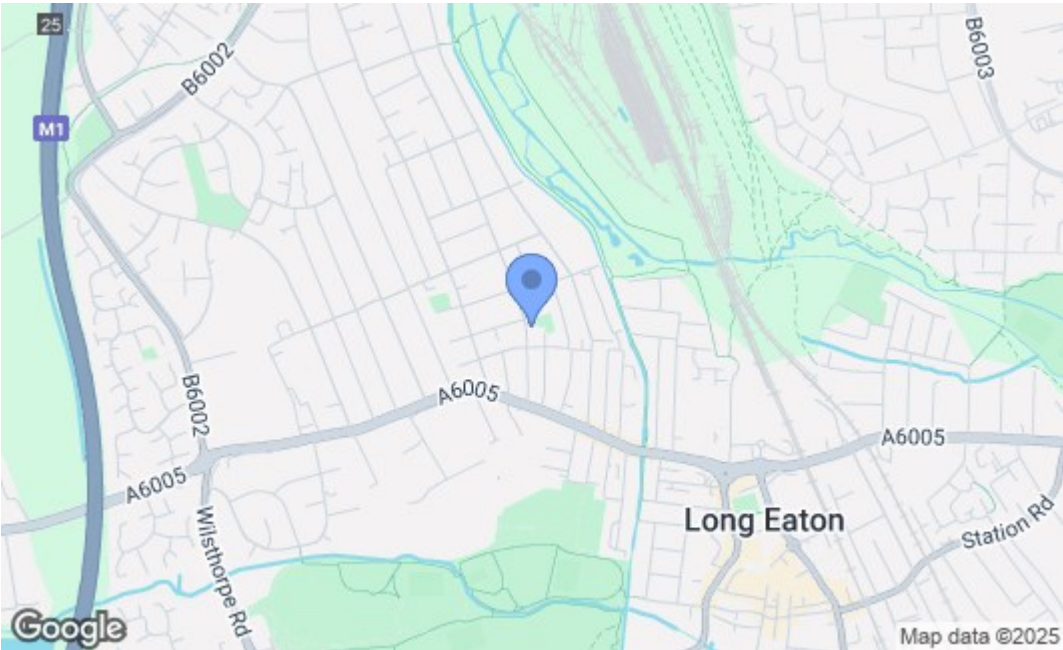 25
B6002
B6003
M1
A6005
B6002
A6005
A6005
Wilsthorpe Rd
Long Eaton
Station Rd
Google
Map data ©2025